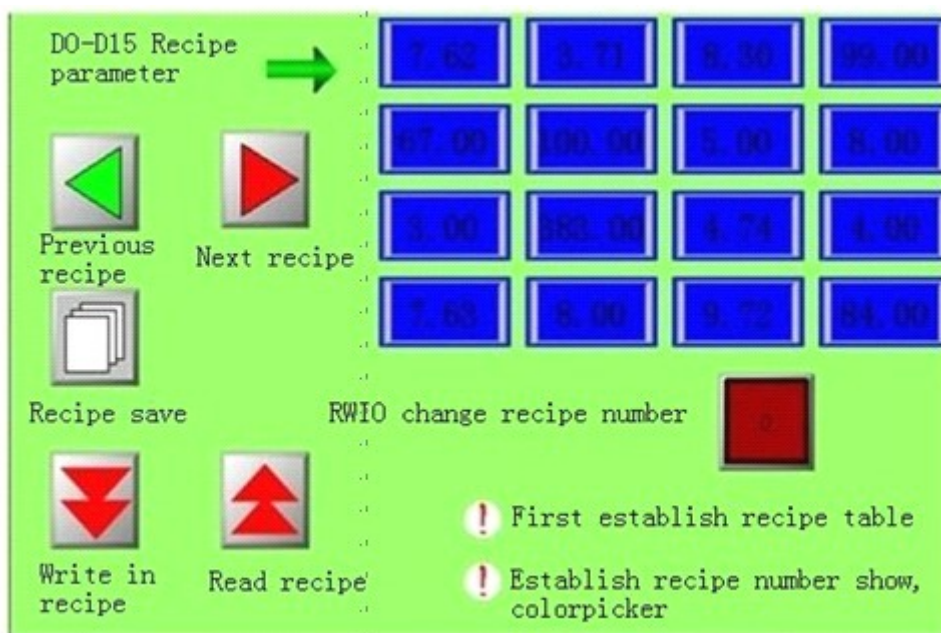 DO-D15 Recipe
parameter
7.62 3.71 8.30 99.00
67.00 100.00 5.00 8.00
3.00 383.00 4.74 4.00
7.63 8.00 9.72 84.00
Previous
recipe
Next recipe
Recipe save
RWIO change recipe number
0
Write in
recipe
Read recipe
! First establish recipe table
! Establish recipe number show,
colorpicker